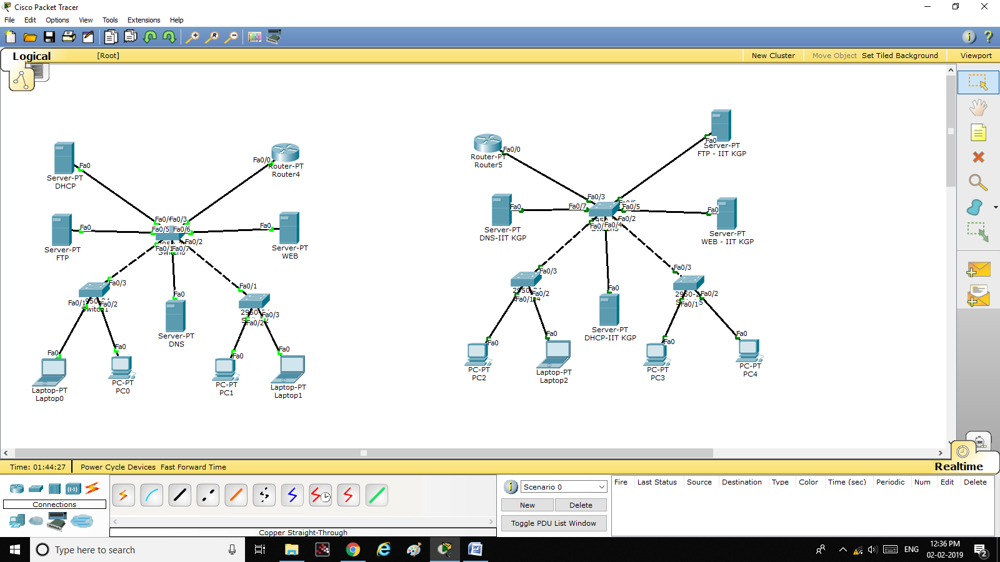 Cisco Packet Tracer
File Edit Options View Tools Extensions Help
Logical [Root] New Cluster Move Object Set Tiled Background Viewport
Fa0
Server-PT
DHCP
Fa0/0
Router-PT
Router4
Fa0
Server-PT
FTP
Fa0/3
Fa0/5
Fa0/6
Fa0/2
Fa0/1
Fa0/7
Fa0
Server-PT
WEB
Fa0/3
Fa0/1
Fa0/2
Switch1
Fa0
Server-PT
DNS
Fa0/1
Fa0/3
Fa0/2
Fa0
Laptop-PT
Laptop0
Fa0
PC-PT
PC0
Fa0
PC-PT
PC1
Fa0
Laptop-PT
Laptop1
Fa0/0
Router-PT
Router5
Fa0
Server-PT
FTP - IIT KGP
Fa0
Server-PT
DNS-IIT KGP
Fa0/3
Fa0/7
Fa0/5
Fa0/2
Fa0/4
Fa0
Server-PT
WEB - IIT KGP
Fa0/3
Fa0/2
Fa0/1
Fa0
Server-PT
DHCP-IIT KGP
Fa0/3
Fa0/2
Fa0/1
Fa0
PC-PT
PC2
Fa0
Laptop-PT
Laptop2
Fa0
PC-PT
PC3
Fa0
PC-PT
PC4
Time: 01:44:27 Power Cycle Devices Fast Forward Time Realtime
Connections
Copper Straight-Through
Scenario 0
New Delete
Toggle PDU List Window
Fire Last Status Source Destination Type Color Time (sec) Periodic Num Edit Delete
Type here to search
ENG
12:36 PM
02-02-2019
2